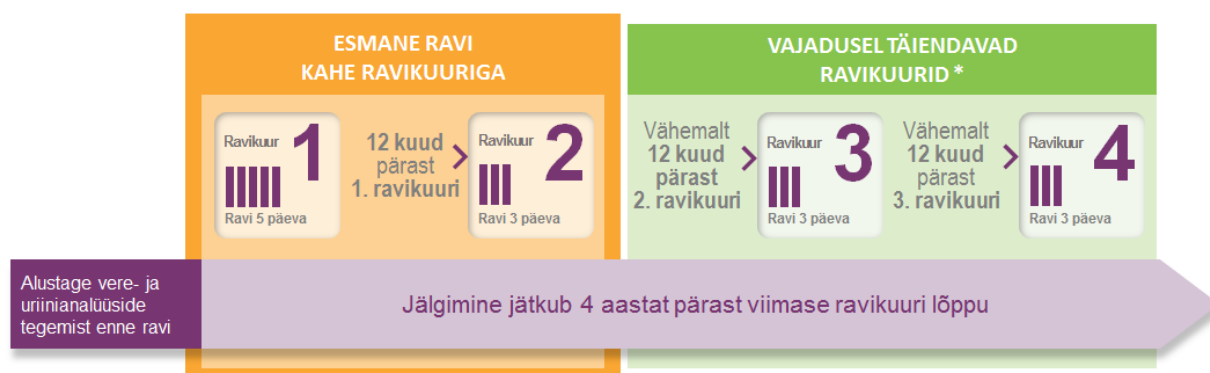 ESMANE RAVI
KAHE RAVIKUURIGA
VAJADUSEL TÄIENDAVAD
RAVIKUURID *
Ravikuur 1
Ravi 5 päeva
12 kuud
pärast
1. ravikuuri
Ravikuur 2
Ravi 3 päeva
Vähemalt
12 kuud
pärast
2. ravikuuri
Ravikuur 3
Ravi 3 päeva
Vähemalt
12 kuud
pärast
3. ravikuuri
Ravikuur 4
Ravi 3 päeva
Alustage vere- ja
uriinianalüüside
tegemist enne ravi
Jälgimine jätkub 4 aastat pärast viimase ravikuuri lõppu